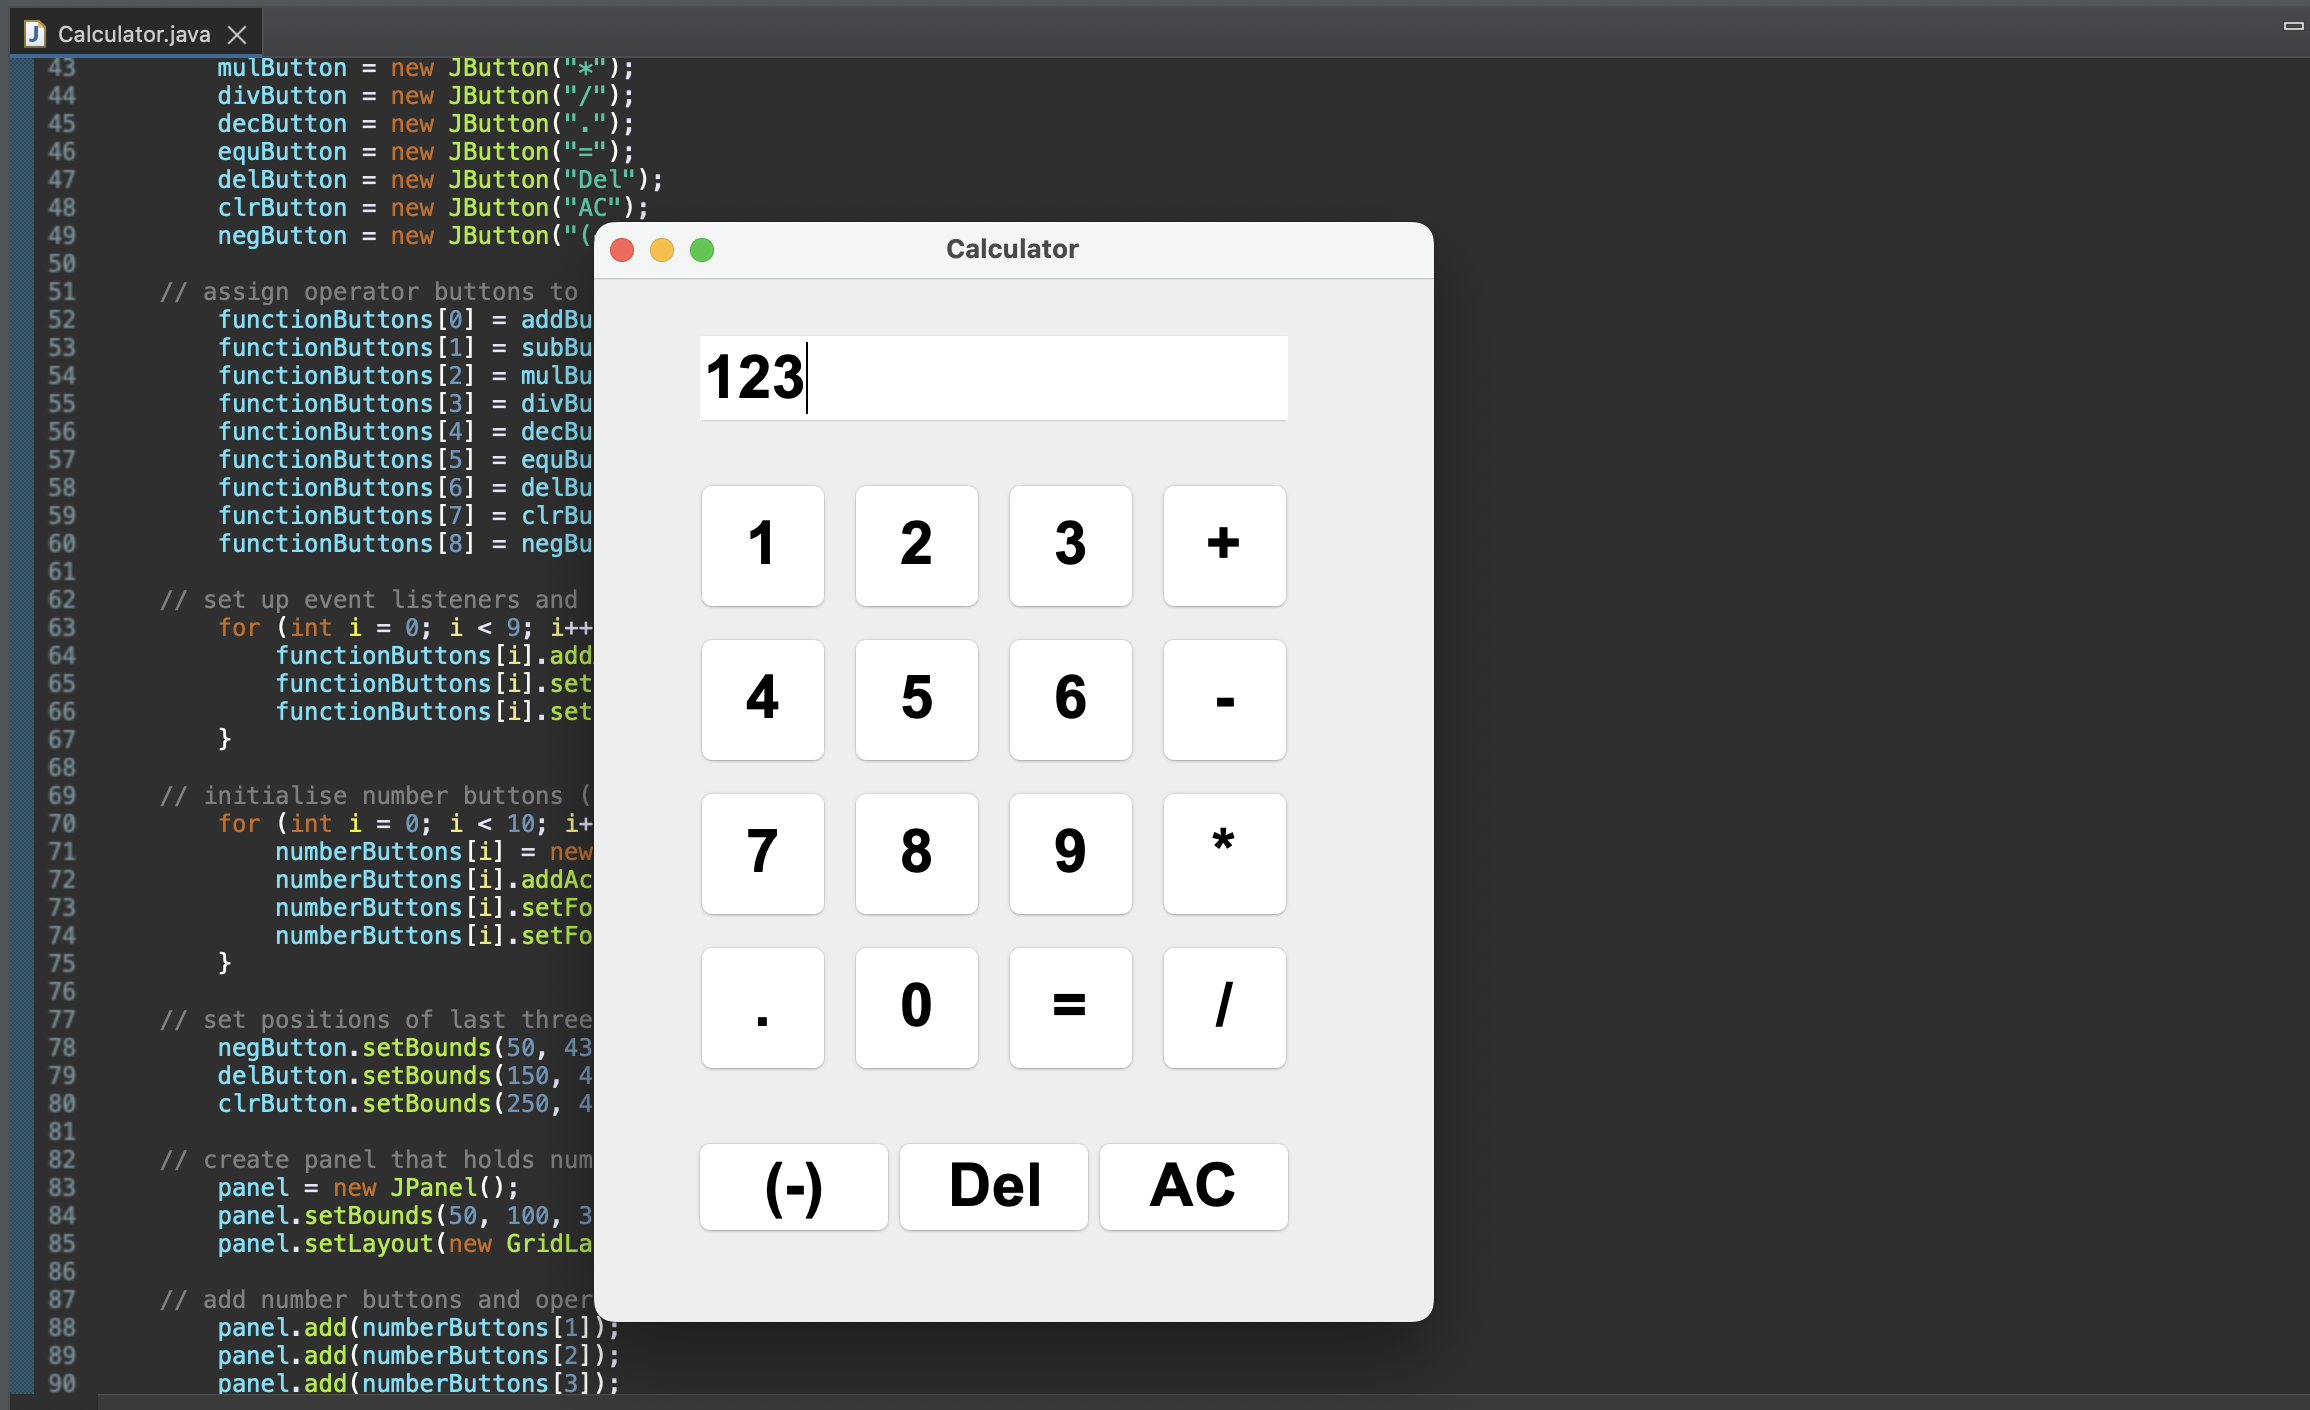 Calculator.java
43 mulButton = new JButton("*");
44 divButton = new JButton("/");
45 decButton = new JButton(".");
46 equButton = new JButton("=");
47 delButton = new JButton("Del");
48 clrButton = new JButton("AC");
49 negButton = new JButton("(
50
51 // assign operator buttons to
52 functionButtons[0] = addBu
53 functionButtons[1] = subBu
54 functionButtons[2] = mulBu
55 functionButtons[3] = divBu
56 functionButtons[4] = decBu
57 functionButtons[5] = equBu
58 functionButtons[6] = delBu
59 functionButtons[7] = clrBu
60 functionButtons[8] = negBu
61
62 // set up event listeners and
63 for (int i = 0; i < 9; i++
64 functionButtons[i].add
65 functionButtons[i].set
66 functionButtons[i].set
67 }
68
69 // initialise number buttons (
70 for (int i = 0; i < 10; i+
71 numberButtons[i] = new
72 numberButtons[i].addAc
73 numberButtons[i].setFo
74 numberButtons[i].setFo
75 }
76
77 // set positions of last three
78 negButton.setBounds(50, 43
79 delButton.setBounds(150, 4
80 clrButton.setBounds(250, 4
81
82 // create panel that holds num
83 panel = new JPanel();
84 panel.setBounds(50, 100, 3
85 panel.setLayout(new GridLa
86
87 // add number buttons and oper
88 panel.add(numberButtons[1]);
89 panel.add(numberButtons[2]);
90 panel.add(numberButtons[3]);
Calculator
123
1 2 3 +
4 5 6 -
7 8 9 *
. 0 = /
(-) Del AC